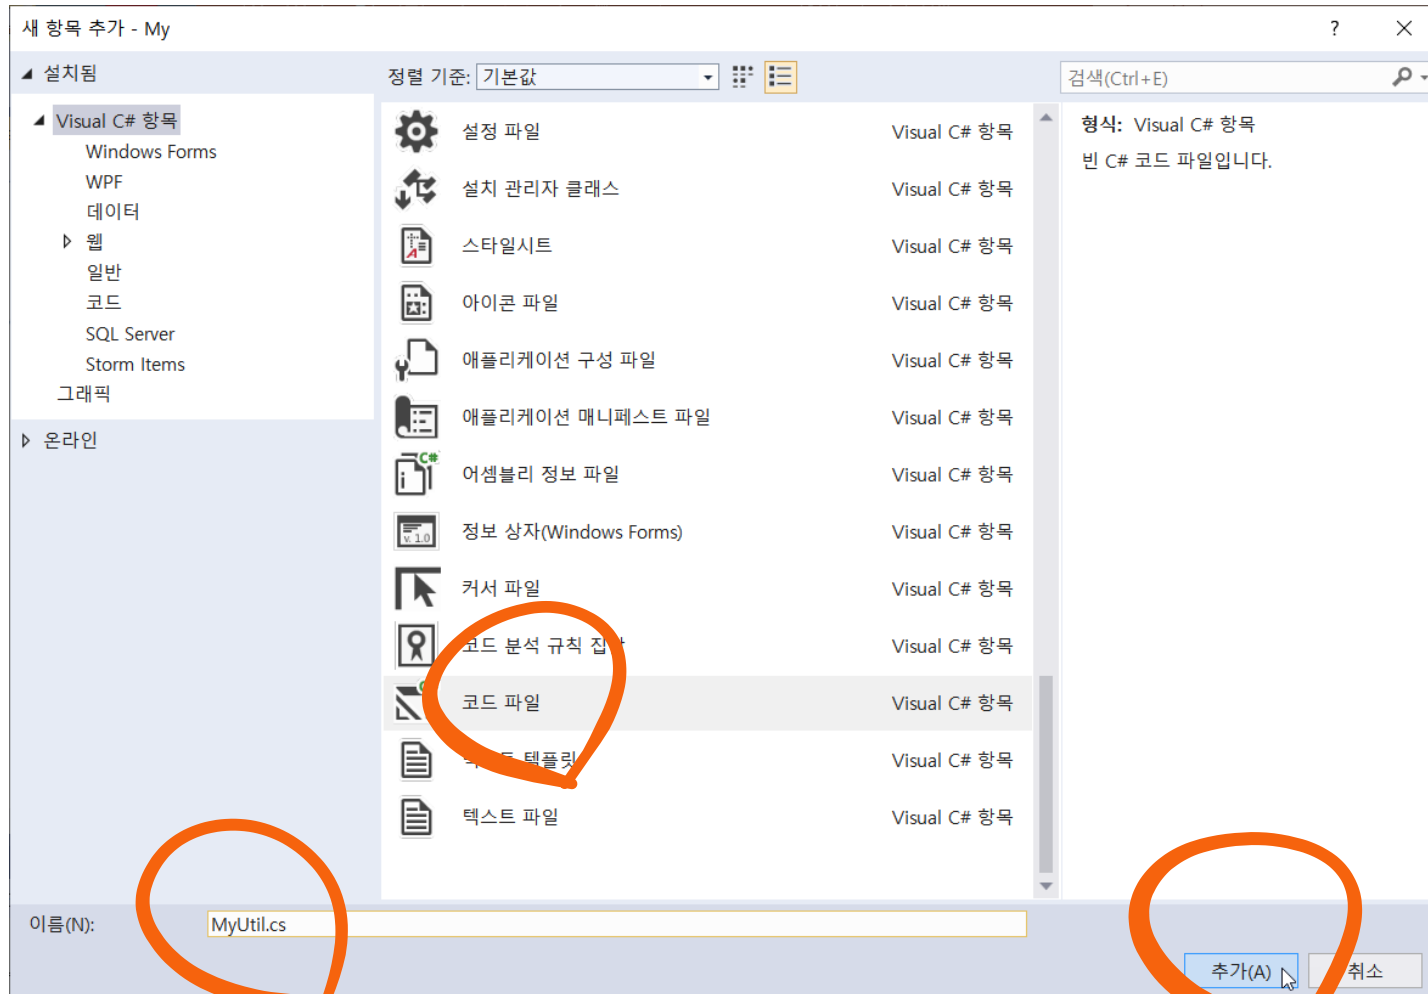 새 항목 추가 - My
?
설치됨
정렬 기준: 기본값
검색(Ctrl+E)
Visual C# 항목
Windows Forms
WPF
데이터
웹
일반
코드
SQL Server
Storm Items
그래픽
온라인
설정 파일 Visual C# 항목
설치 관리자 클래스 Visual C# 항목
스타일시트 Visual C# 항목
아이콘 파일 Visual C# 항목
애플리케이션 구성 파일 Visual C# 항목
애플리케이션 매니페스트 파일 Visual C# 항목
어셈블리 정보 파일 Visual C# 항목
정보 상자(Windows Forms) Visual C# 항목
커서 파일 Visual C# 항목
코드 분석 규칙 Visual C# 항목
코드 파일 Visual C# 항목
템플릿 Visual C# 항목
텍스트 파일 Visual C# 항목
형식: Visual C# 항목
빈 C# 코드 파일입니다.
이름(N): MyUtil.cs
추가(A) 취소